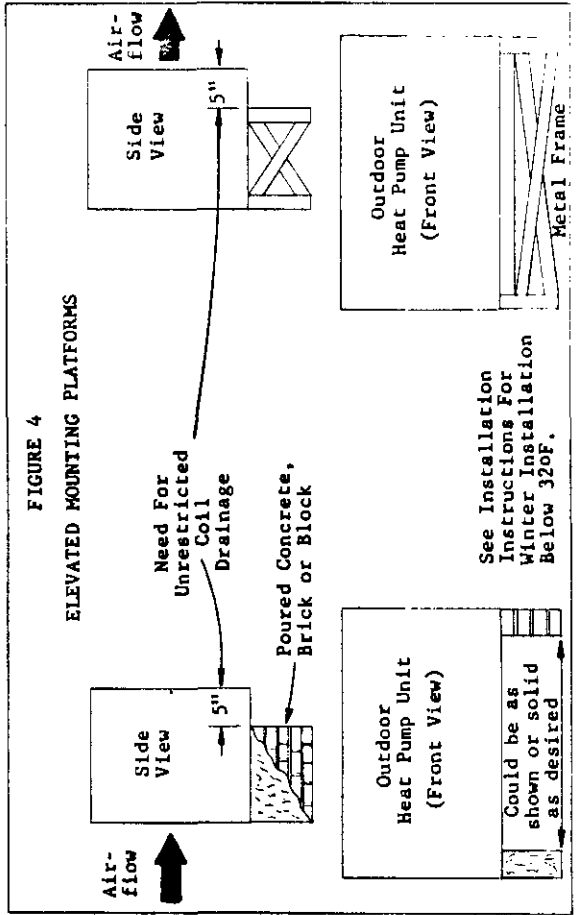 FIGURE 4
ELEVATED MOUNTING PLATFORMS
Air-
flow
Side
View
5"
Need For
Unrestricted
Coil
Drainage
Side
View
5"
Air-
flow
Poured Concrete,
Brick or Block
Outdoor
Heat Pump Unit
(Front View)
Could be as
shown or solid
as desired
See Installation
Instructions For
Winter Installation
Below 32OF.
Outdoor
Heat Pump Unit
(Front View)
Metal Frame